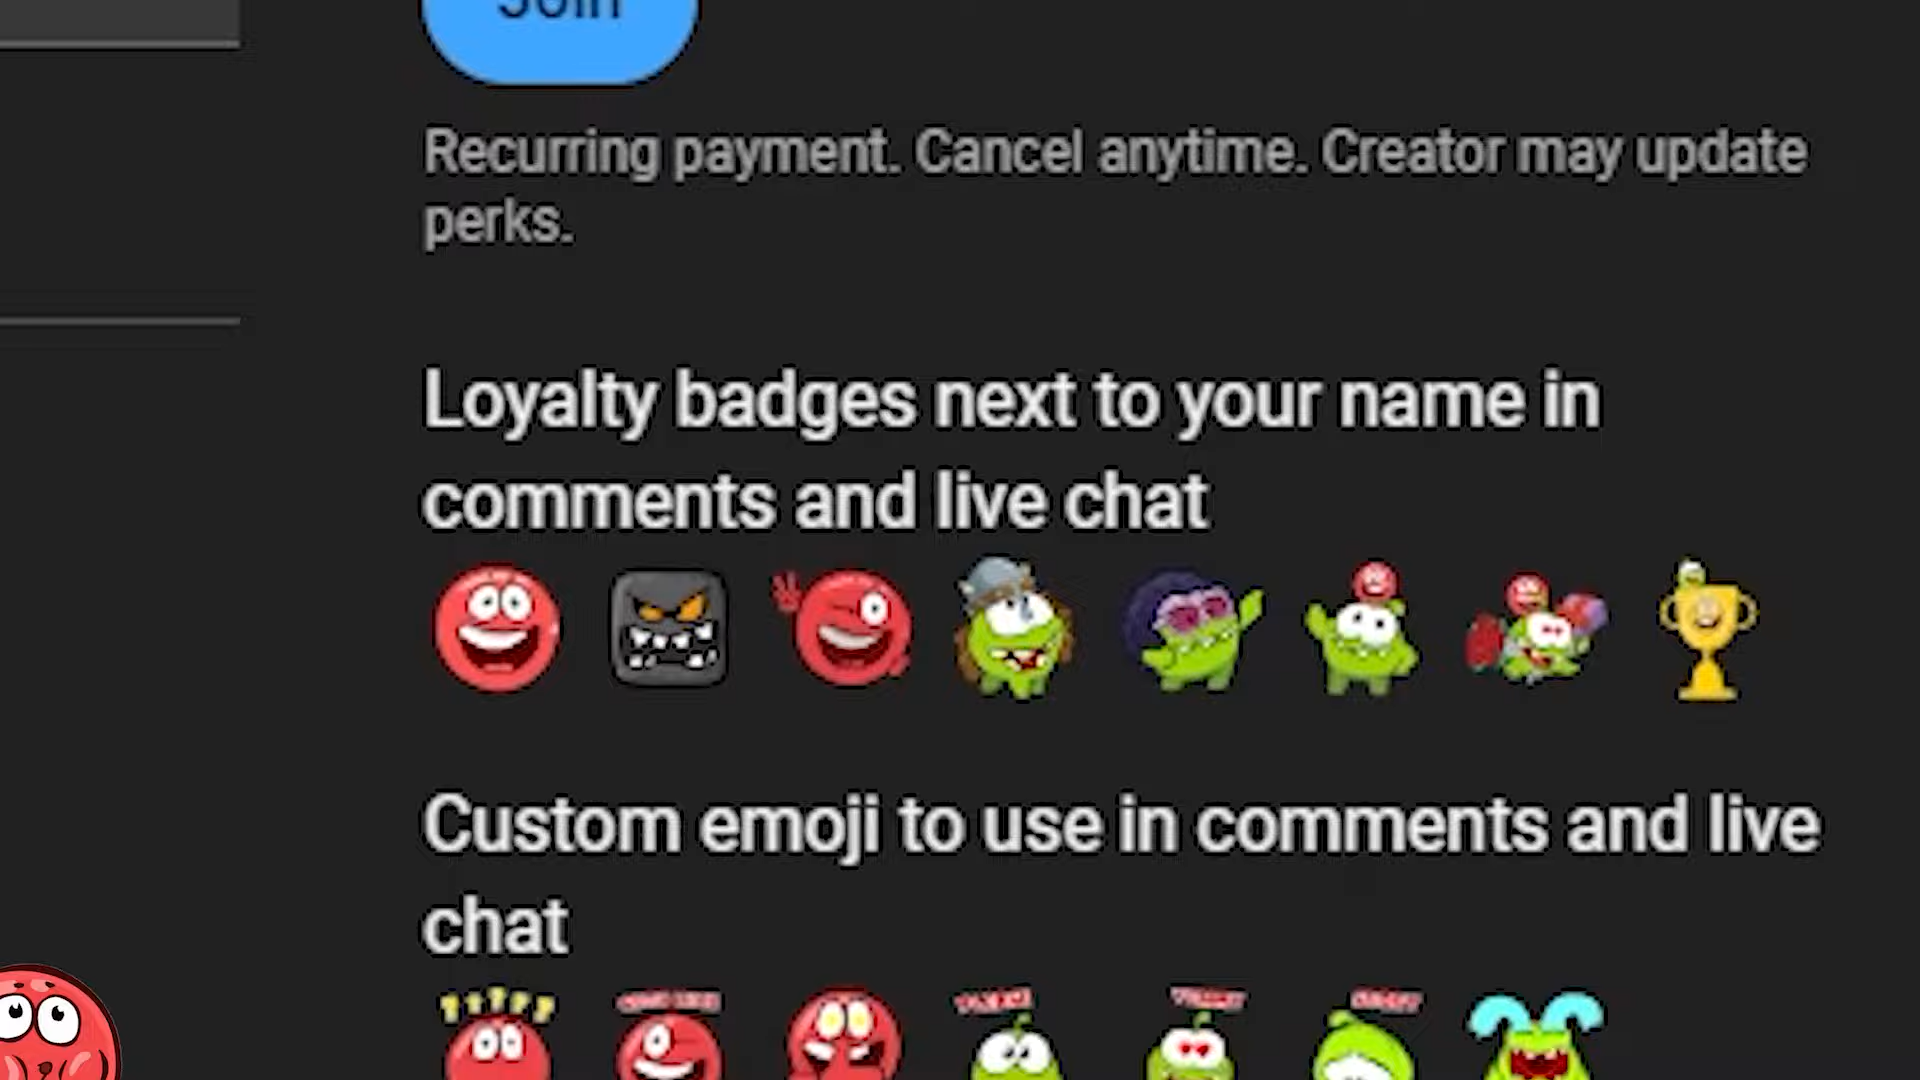 Join
Recurring payment. Cancel anytime. Creator may update
perks.
Loyalty badges next to your name in
comments and live chat
Custom emoji to use in comments and live
chat
?????